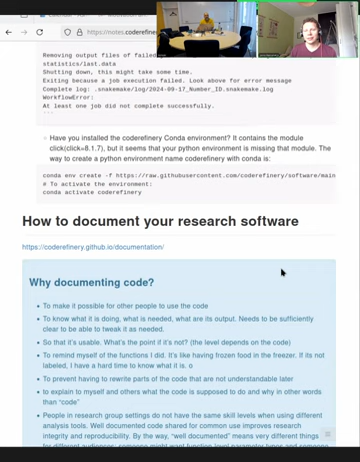 https://notes.
Removing output files of failed
statistics/last.data
Shutting down, this might take some time.
Exiting because a job execution failed. Look above for error message
Complete log: .snakemake/log/2024-09-17_Number_ID.snakemake.log
WorkflowError:
At least one job did not complete successfully.
```
Have you installed the coderefinery Conda environment? It contains the module
click(click=8.1.7), but it seems that your python environment is missing that module. The
way to create a python environment name coderefinery with conda is:
conda env create -f https://raw.githubusercontent.com/coderefinery/software/main
# To activate the environment:
conda activate coderefinery
How to document your research software
https://coderefinery.github.io/documentation/
Why documenting code?
To make it possible for other people to use the code
To know what it is doing, what is needed, what are its output. Needs to be sufficiently
clear to be able to tweak it as needed.
So that it's usable. What's the point if it's not? (the level depends on the code)
To remind myself of the functions I did. It's like having frozen food in the freezer. If its not
labeled, I have a hard time to know what it is. o
To prevent having to rewrite parts of the code that are not understandable later
to explain to myself and others what the code is supposed to do and why in other words
than "code"
People in research group settings do not have the same skill levels when using different
analysis tools. Well documented code shared for common use improves research
integrity and reproducibility. By the way, "well documented" means very different things